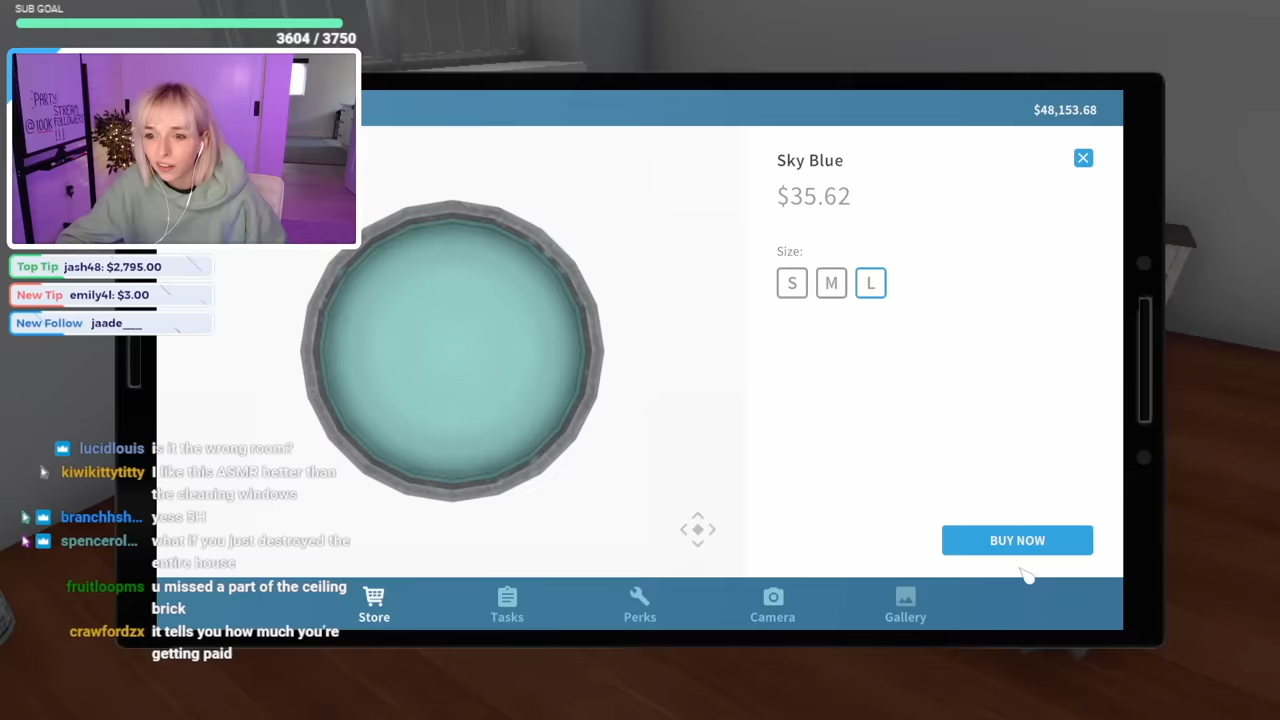 SUB GOAL
3604 / 3750
PARTY
STREAM
@100K FOLLOWERS
!!!
Top Tip jash48: $2,795.00
New Tip emily4l: $3.00
New Follow jaade___
lucidlouis is it the wrong room?
kiwikittytitty I like this ASMR better than
the cleaning windows
branchhsh... yess 5H
spencerol... what if you just destroyed the
entire house
fruitloopms u missed a part of the ceiling
brick
crawfordzx it tells you how much you're
getting paid
$48,153.68
Sky Blue
$35.62
Size:
S M L
BUY NOW
Store Tasks Perks Camera Gallery